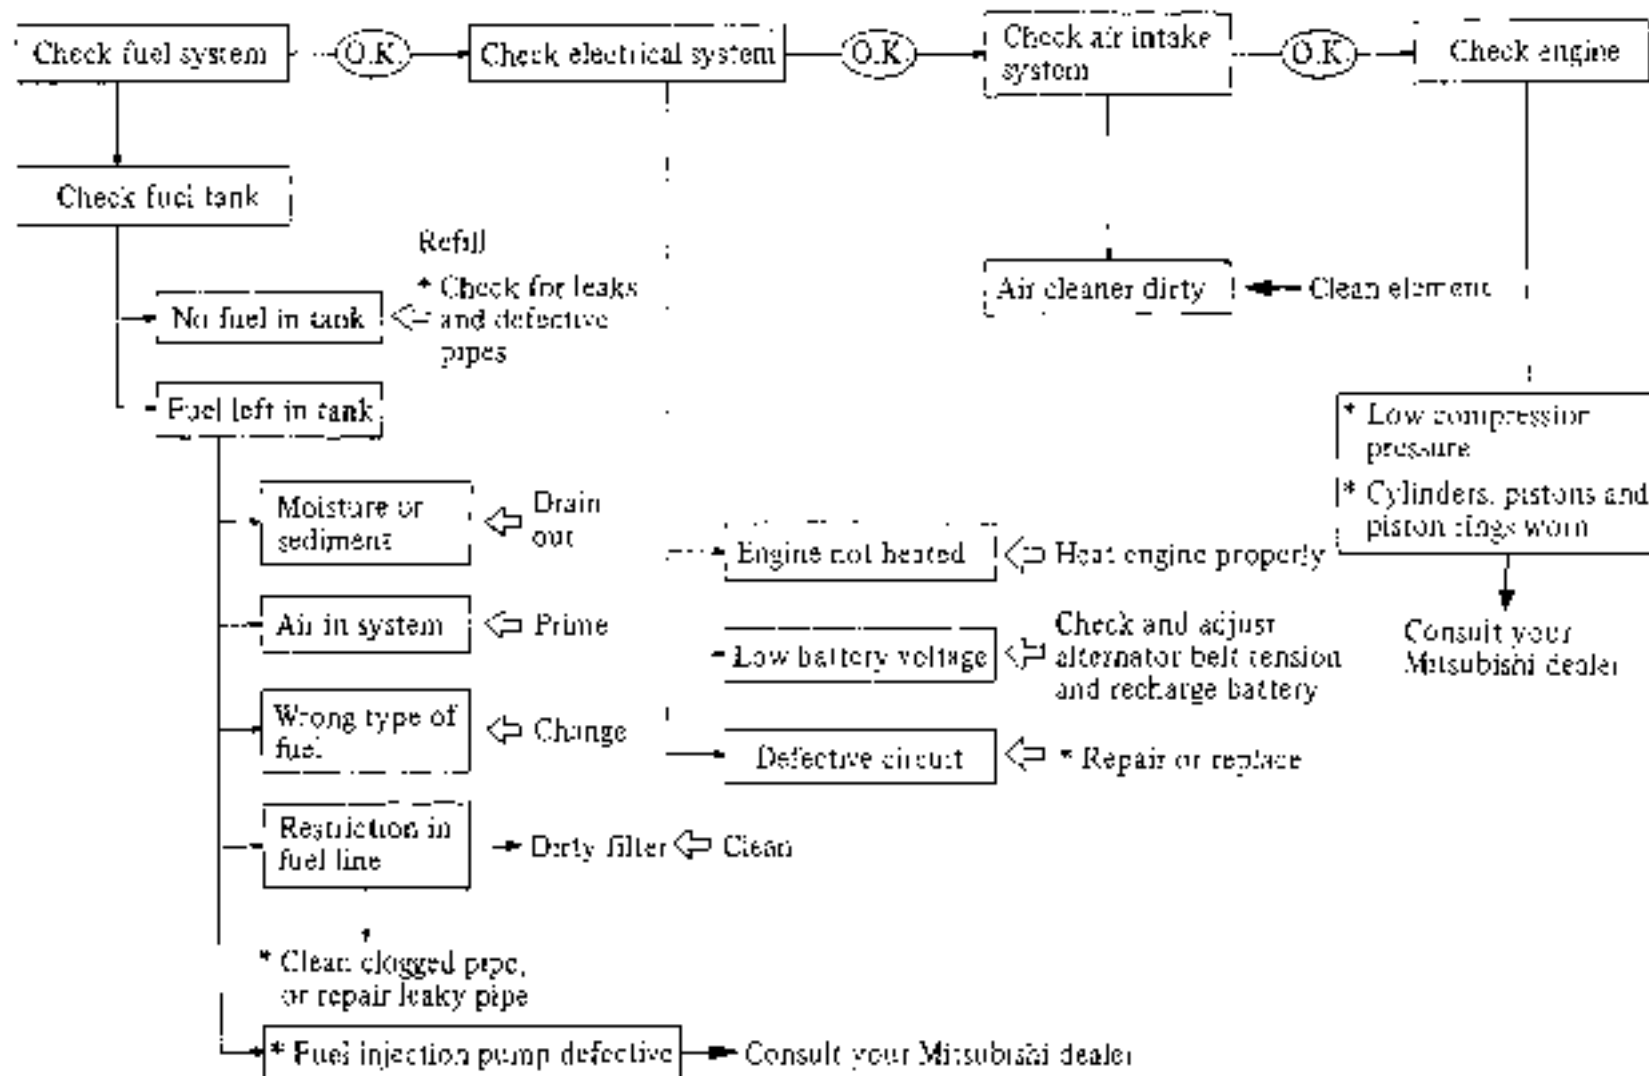 Check fuel system
O.K.
Check electrical system
O.K.
Check air intake
system
O.K.
Check engine
Check fuel tank
Refill
* Check for leaks
and defective
pipes
No fuel in tank
Air cleaner dirty
Clean element
Fuel left in tank
* Low compression
pressure
* Cylinders, pistons and
piston rings worn
Consult your
Mitsubishi dealer
Moisture or
sediment
Drain
out
Engine not heated
Heat engine properly
Air in system
Prime
Low battery voltage
Check and adjust
alternator belt tension
and recharge battery
Wrong type of
fuel
Change
Defective circuit
* Repair or replace
Restriction in
fuel line
Dirty filter
Clean
* Clean clogged pipe,
or repair leaky pipe
* Fuel injection pump defective
Consult your Mitsubishi dealer